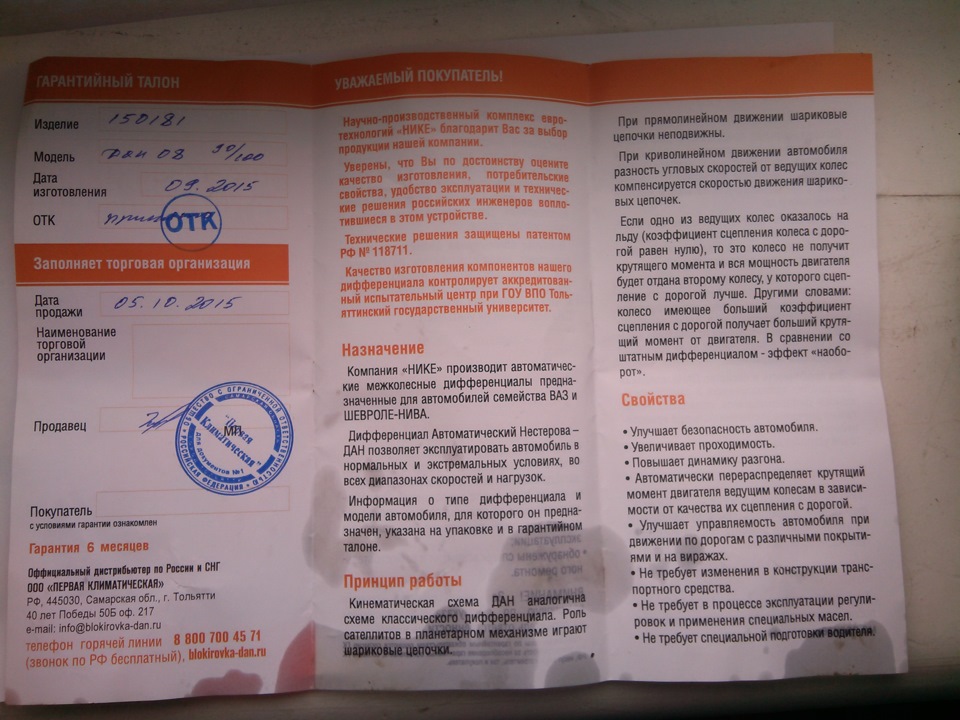 ГАРАНТИЙНЫЙ ТАЛОН
Изделие 150181
Модель ДАН 08 90/100
Дата
изготовления 09.2015
ОТК
ОТК
Заполняет торговая организация
Дата
продажи 05.10.2015
Наименование
торговой
организации
Продавец
МП
ОБЩЕСТВО С ОГРАНИЧЕННОЙ ОТВЕТСТВЕННОСТЬЮ
РОССИЙСКАЯ ФЕДЕРАЦИЯ
Климатическая"
для документов №1
Покупатель
с условиями гарантии ознакомлен
Гарантия 6 месяцев
Оффициальный дистрибьютер по России и СНГ
ООО «ПЕРВАЯ КЛИМАТИЧЕСКАЯ»
РФ, 445030, Самарская обл., г. Тольятти
40 лет Победы 50Б оф. 217
e-mail: info@blokirovka-dan.ru
телефон горячей линии 8 800 700 45 71
(звонок по РФ бесплатный), blokirovka-dan.ru
УВАЖАЕМЫЙ ПОКУПАТЕЛЬ!
Научно-производственный комплекс евро-
технологий «НИКЕ» благодарит Вас за выбор
продукции нашей компании.
Уверены, что Вы по достоинству оцените
качество изготовления, потребительские
свойства, удобство эксплуатации и техничес-
кие решения российских инженеров вопло-
тившиеся в этом устройстве.
Технические решения защищены патентом
РФ № 118711.
Качество изготовления компонентов нашего
дифференциала контролирует аккредитован-
ный испытательный центр при ГОУ ВПО Толь-
яттинский государственный университет.
Назначение
Компания «НИКЕ» производит автоматичес-
кие межколесные дифференциалы предна-
значенные для автомобилей семейства ВАЗ и
ШЕВРОЛЕ-НИВА.
Дифференциал Автоматический Нестерова –
ДАН позволяет эксплуатировать автомобиль в
нормальных и экстремальных условиях, во
всех диапазонах скоростей и нагрузок.
Информация о типе дифференциала и
модели автомобиля, для которого он предна-
значен, указана на упаковке и в гарантийном
талоне.
Принцип работы
Кинематическая схема ДАН аналогична
схеме классического дифференциала. Роль
сателлитов в планетарном механизме играют
шариковые цепочки.
При прямолинейном движении шариковые
цепочки неподвижны.
При криволинейном движении автомобиля
разность угловых скоростей от ведущих колес
компенсируется скоростью движения шарико-
вых цепочек.
Если одно из ведущих колес оказалось на
льду (коэффициент сцепления колеса с доро-
гой равен нулю), то это колесо не получит
крутящего момента и вся мощность двигателя
будет отдана второму колесу, у которого сцеп-
ление с дорогой лучше. Другими словами:
колесо имеющее больший коэффициент
сцепления с дорогой получает больший крутя-
щий момент от двигателя. В сравнении со
штатным дифференциалом - эффект «наобо-
рот».
Свойства
• Улучшает безопасность автомобиля.
• Увеличивает проходимость.
• Повышает динамику разгона.
• Автоматически перераспределяет крутящий
момент двигателя ведущим колесам в зависи-
мости от качества их сцепления с дорогой.
• Улучшает управляемость автомобиля при
движении по дорогам с различными покрыти-
ями и на виражах.
• Не требует изменения в конструкции транс-
портного средства.
• Не требует в процессе эксплуатации регули-
ровок и применения специальных масел.
• Не требует специальной подготовки водителя.